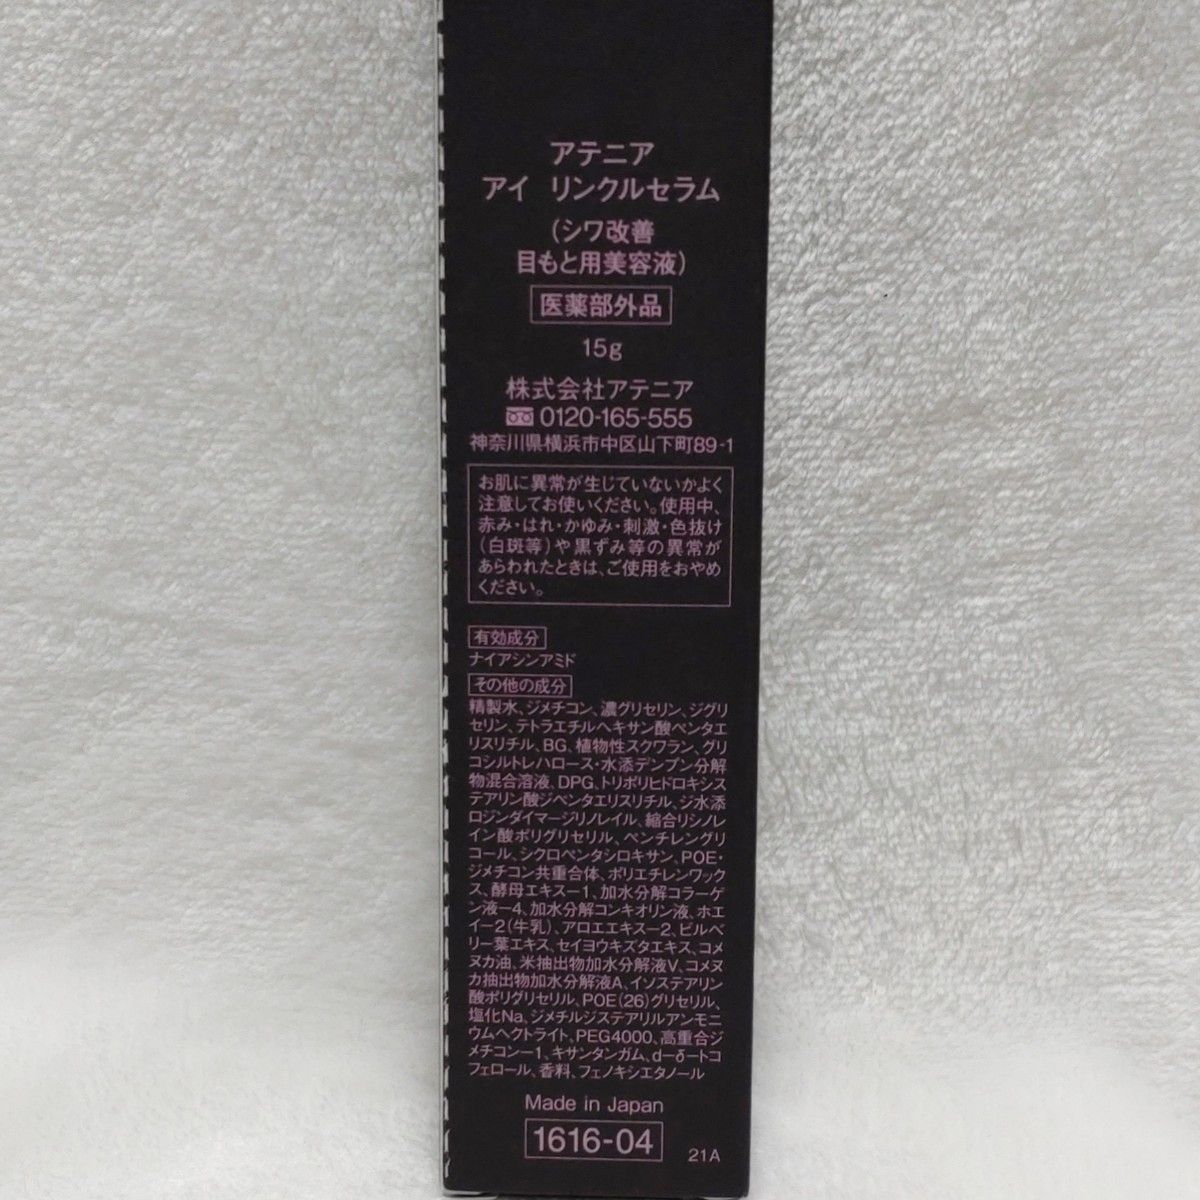 アテニア
アイ リンクルセラム
(シワ改善
目もと用美容液)
医薬部外品
15g
株式会社アテニア
0120-165-555
神奈川県横浜市中区山下町89-1
お肌に異常が生じていないかよく
注意してお使いください。使用中、
赤み・はれ・かゆみ・刺激・色抜け
(白斑等)や黒ずみ等の異常が
あらわれたときは、ご使用をおやめ
ください。
有効成分
ナイアシンアミド
その他の成分
精製水、ジメチコン、濃グリセリン、ジグリ
セリン、テトラエチルヘキサン酸ペンタエ
リスリチル、BG、植物性スクワラン、グリ
コシルトレハロース・水添デンプン分解
物混合溶液、DPG、トリポリヒドロキシス
テアリン酸ジペンタエリスリチル、ジ水添
ロジンダイマージリノレイル、縮合リシノレ
イン酸ポリグリセリル、ペンチレングリ
コール、シクロペンタシロキサン、POE・
ジメチコン共重合体、ポリエチレンワック
ス、酵母エキス-1、加水分解コラーゲ
ン液-4、加水分解コンキオリン液、ホエ
イ-2(牛乳)、アロエエキス-2、ビルベ
リー葉エキス、セイヨウキズタエキス、コメ
ヌカ油、米抽出物加水分解液V、コメヌ
カ抽出物加水分解液A、イソステアリン
酸ポリグリセリル、POE(26)グリセリル、
塩化Na、ジメチルジステアリルアンモニ
ウムヘクトライト、PEG4000、高重合ジ
メチコン-1、キサンタンガム、d-δ-トコ
フェロール、香料、フェノキシエタノール
Made in Japan
1616-04
21A